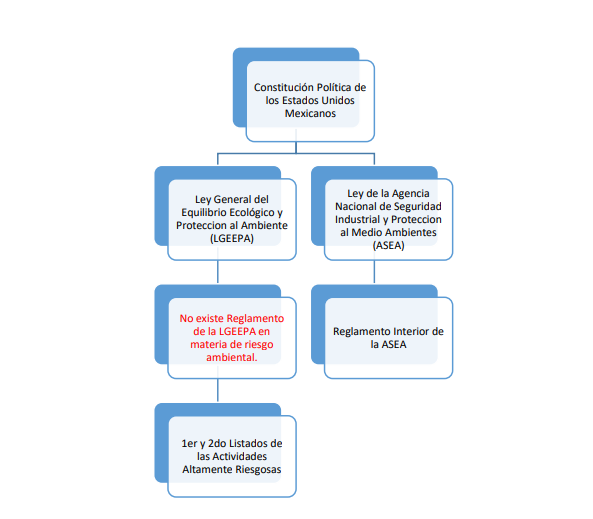 Constitución Política de
los Estados Unidos
Mexicanos
Ley General del
Equilibrio Ecológico y
Proteccion al Ambiente
(LGEEPA)
Ley de la Agencia
Nacional de Seguridad
Industrial y Proteccion
al Medio Ambientes
(ASEA)
No existe Reglamento
de la LGEEPA en
materia de riesgo
ambiental.
Reglamento Interior de
la ASEA
1er y 2do Listados de
las Actividades
Altamente Riesgosas